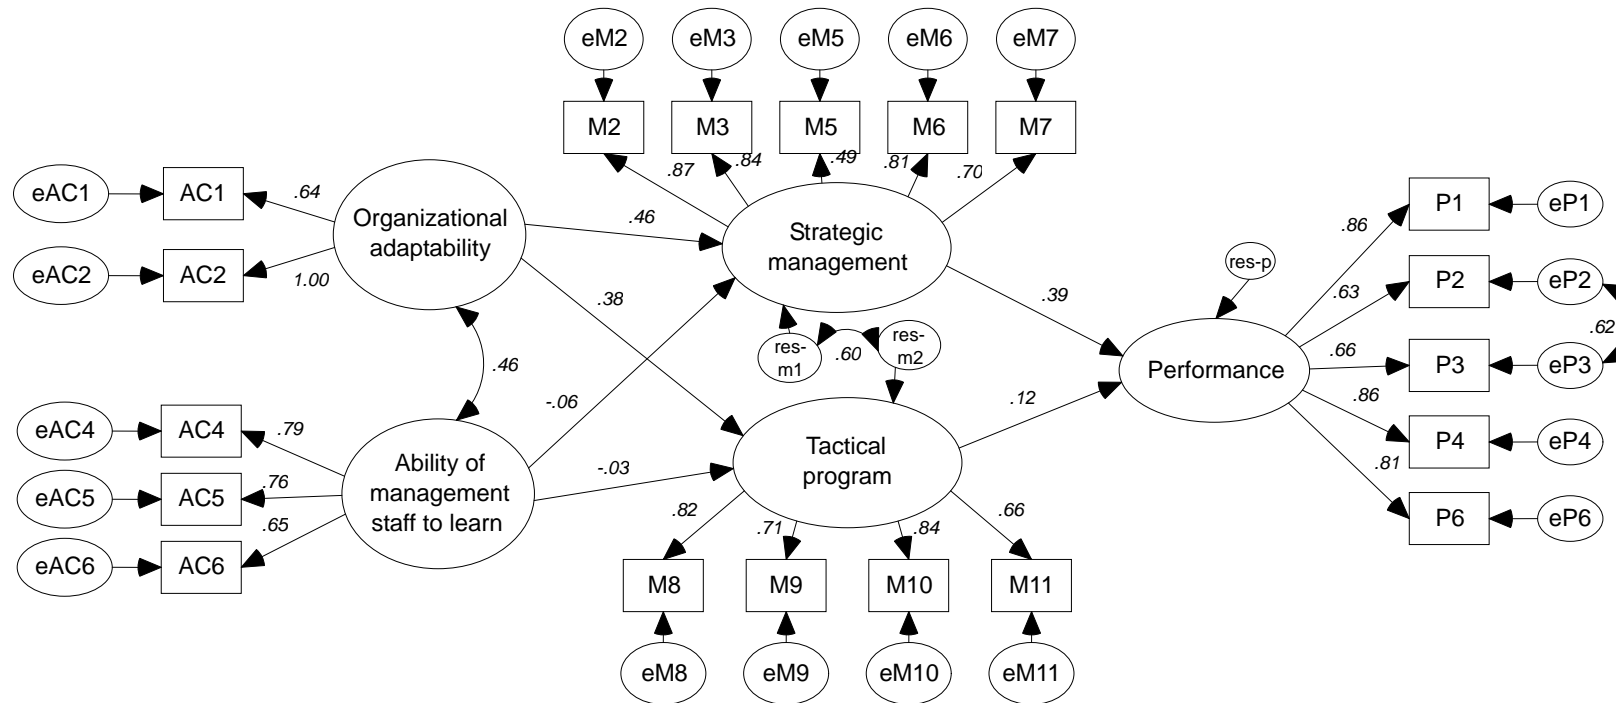 eM2
eM3
eM5
eM6
eM7
M2
M3
M5
M6
M7
.87
.84
.49
.81
.70
eAC1
AC1
.64
eAC2
AC2
1.00
Organizational
adaptability
.46
.38
Strategic
management
.39
res-
m1
.60
res-
m2
.46
-.06
-.03
eAC4
AC4
.79
eAC5
AC5
.76
eAC6
AC6
.65
Ability of
management
staff to learn
Tactical
program
.12
.82
.71
.84
.66
M8
M9
M10
M11
eM8
eM9
eM10
eM11
res-p
Performance
.86
.63
.66
.86
.81
P1
eP1
P2
eP2
.62
P3
eP3
P4
eP4
P6
eP6